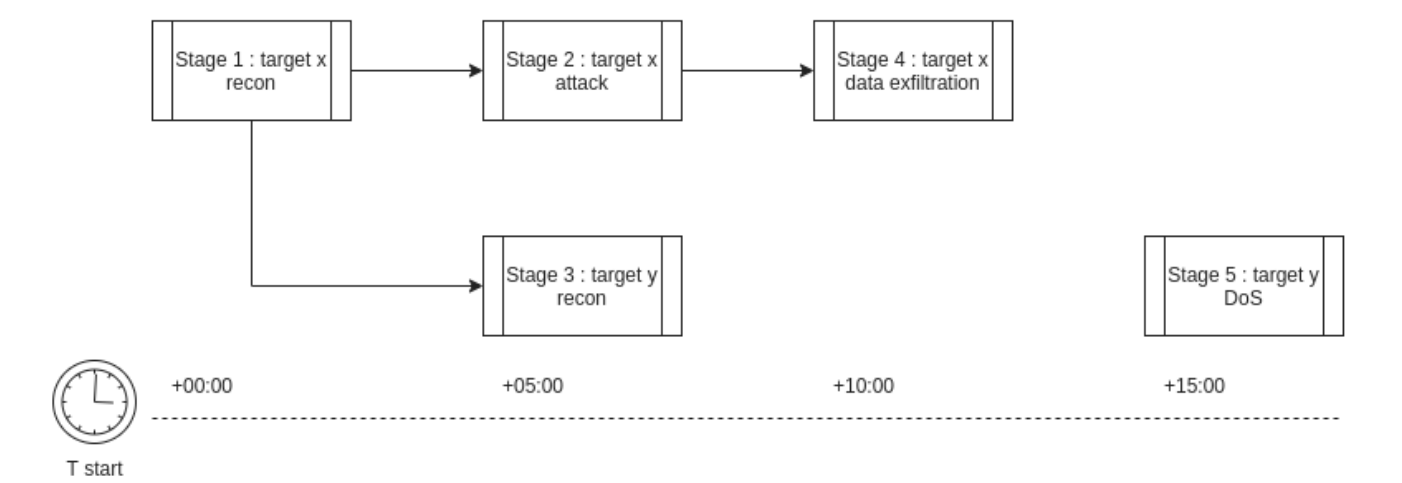 Stage 1 : target x
recon
Stage 2 : target x
attack
Stage 4 : target x
data exfiltration
Stage 3 : target y
recon
Stage 5 : target y
DoS
+00:00
+05:00
+10:00
+15:00
T start